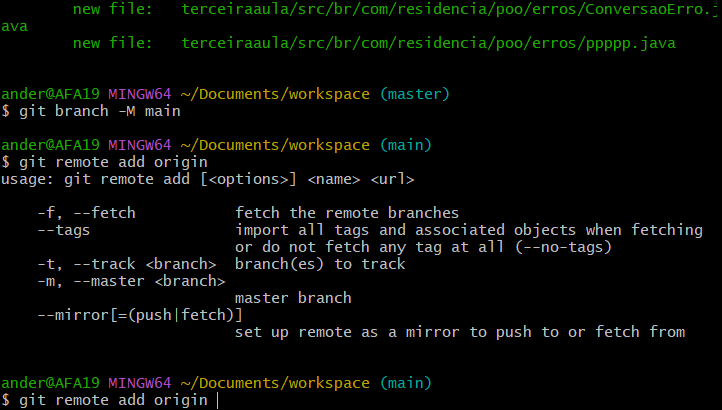 new file:   terceiraaula/src/br/com/residencia/poo/erros/ConversaoErro.j
ava
new file:   terceiraaula/src/br/com/residencia/poo/erros/ppppp.java
ander@AFA19 MINGW64 ~/Documents/workspace (master)
$ git branch -M main
ander@AFA19 MINGW64 ~/Documents/workspace (main)
$ git remote add origin
usage: git remote add [<options>] <name> <url>
-f, --fetch           fetch the remote branches
--tags                import all tags and associated objects when fetching
or do not fetch any tag at all (--no-tags)
-t, --track <branch>  branch(es) to track
-m, --master <branch>
master branch
--mirror[=(push|fetch)]
set up remote as a mirror to push to or fetch from
ander@AFA19 MINGW64 ~/Documents/workspace (main)
$ git remote add origin